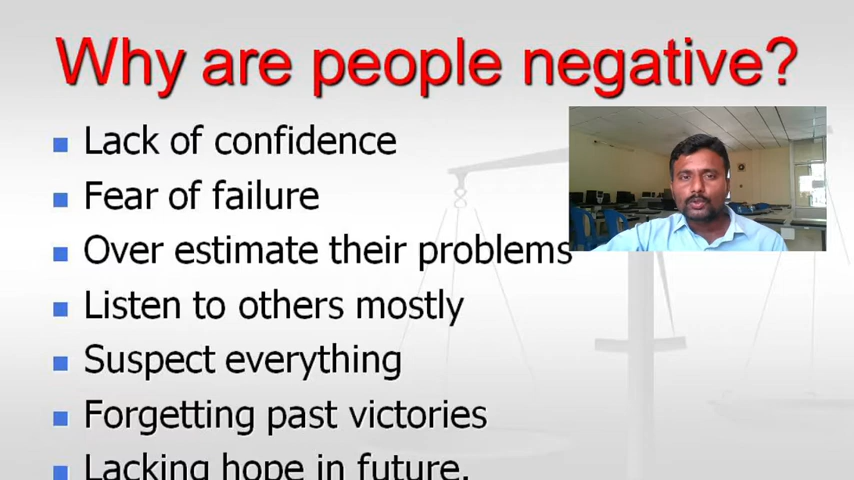 Why are people negative?
Lack of confidence
Fear of failure
Over estimate their problems
Listen to others mostly
Suspect everything
Forgetting past victories
Lacking hope in future.